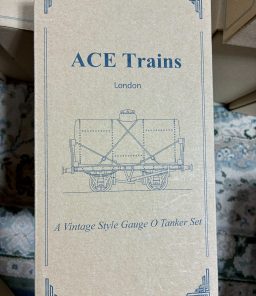 ACE Trains
London
A Vintage Style Gauge O Tanker Set